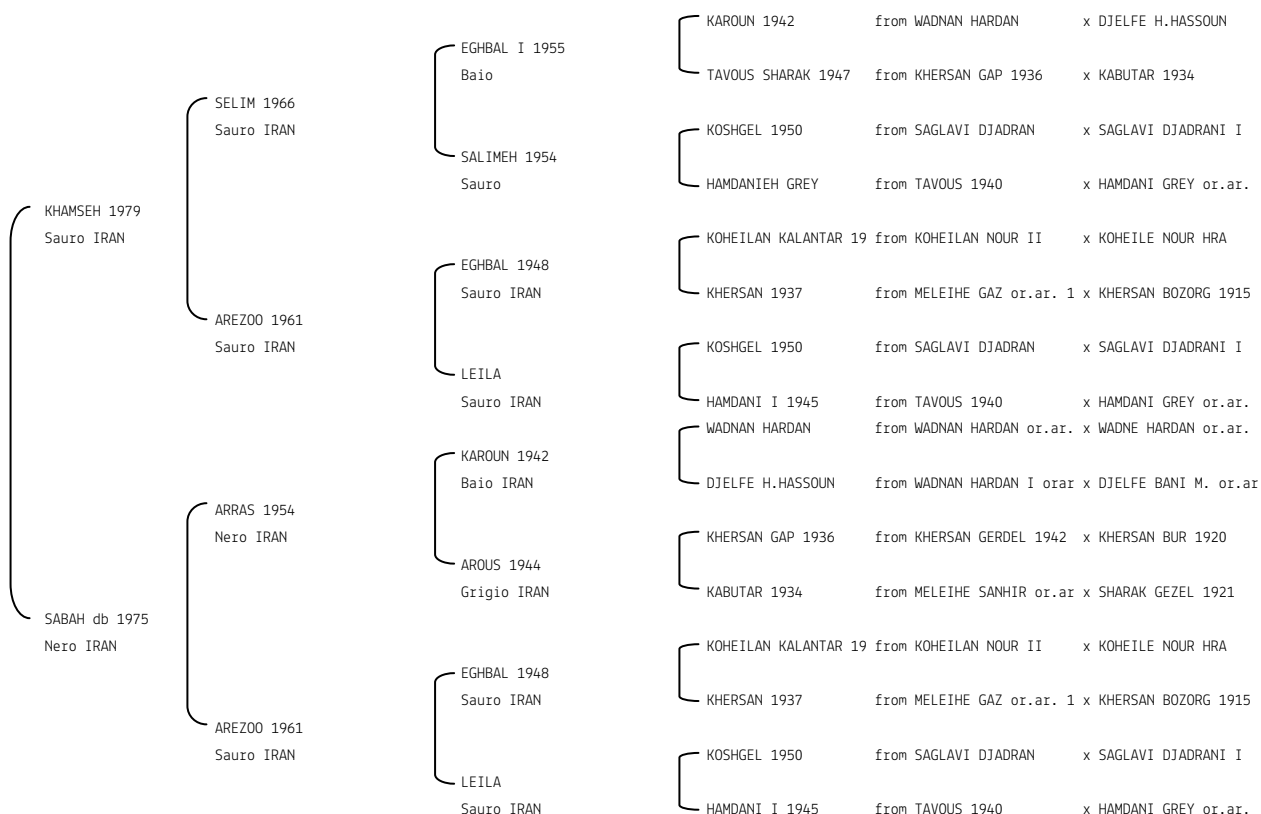 KAROUN 1942 from WADNAN HARDAN x DJELFE H.HASSOUN
EGHBAL I 1955
Baio
TAVOUS SHARAK 1947 from KHERSAN GAP 1936 x KABUTAR 1934
SELIM 1966
Sauro IRAN
KOSHGEL 1950 from SAGLAVI DJADRAN x SAGLAVI DJADRANI I
SALIMEH 1954
Sauro
HAMDANIEH GREY from TAVOUS 1940 x HAMDANI GREY or.ar.
KHAMSEH 1979
Sauro IRAN
KOHEILAN KALANTAR 19 from KOHEILAN NOUR II x KOHEILE NOUR HRA
EGHBAL 1948
Sauro IRAN
KHERSAN 1937 from MELEIHE GAZ or.ar. 1 x KHERSAN BOZORG 1915
AREZOO 1961
Sauro IRAN
KOSHGEL 1950 from SAGLAVI DJADRAN x SAGLAVI DJADRANI I
LEILA
Sauro IRAN
HAMDANI I 1945 from TAVOUS 1940 x HAMDANI GREY or.ar.
WADNAN HARDAN from WADNAN HARDAN or.ar. x WADNE HARDAN or.ar.
KAROUN 1942
Baio IRAN
DJELFE H.HASSOUN from WADNAN HARDAN I orar x DJELFE BANI M. or.ar
ARRAS 1954
Nero IRAN
KHERSAN GAP 1936 from KHERSAN GERDEL 1942 x KHERSAN BUR 1920
AROUS 1944
Grigio IRAN
KABUTAR 1934 from MELEIHE SANHIR or.ar x SHARAK GEZEL 1921
SABAH db 1975
Nero IRAN
KOHEILAN KALANTAR 19 from KOHEILAN NOUR II x KOHEILE NOUR HRA
EGHBAL 1948
Sauro IRAN
KHERSAN 1937 from MELEIHE GAZ or.ar. 1 x KHERSAN BOZORG 1915
AREZOO 1961
Sauro IRAN
KOSHGEL 1950 from SAGLAVI DJADRAN x SAGLAVI DJADRANI I
LEILA
Sauro IRAN
HAMDANI I 1945 from TAVOUS 1940 x HAMDANI GREY or.ar.